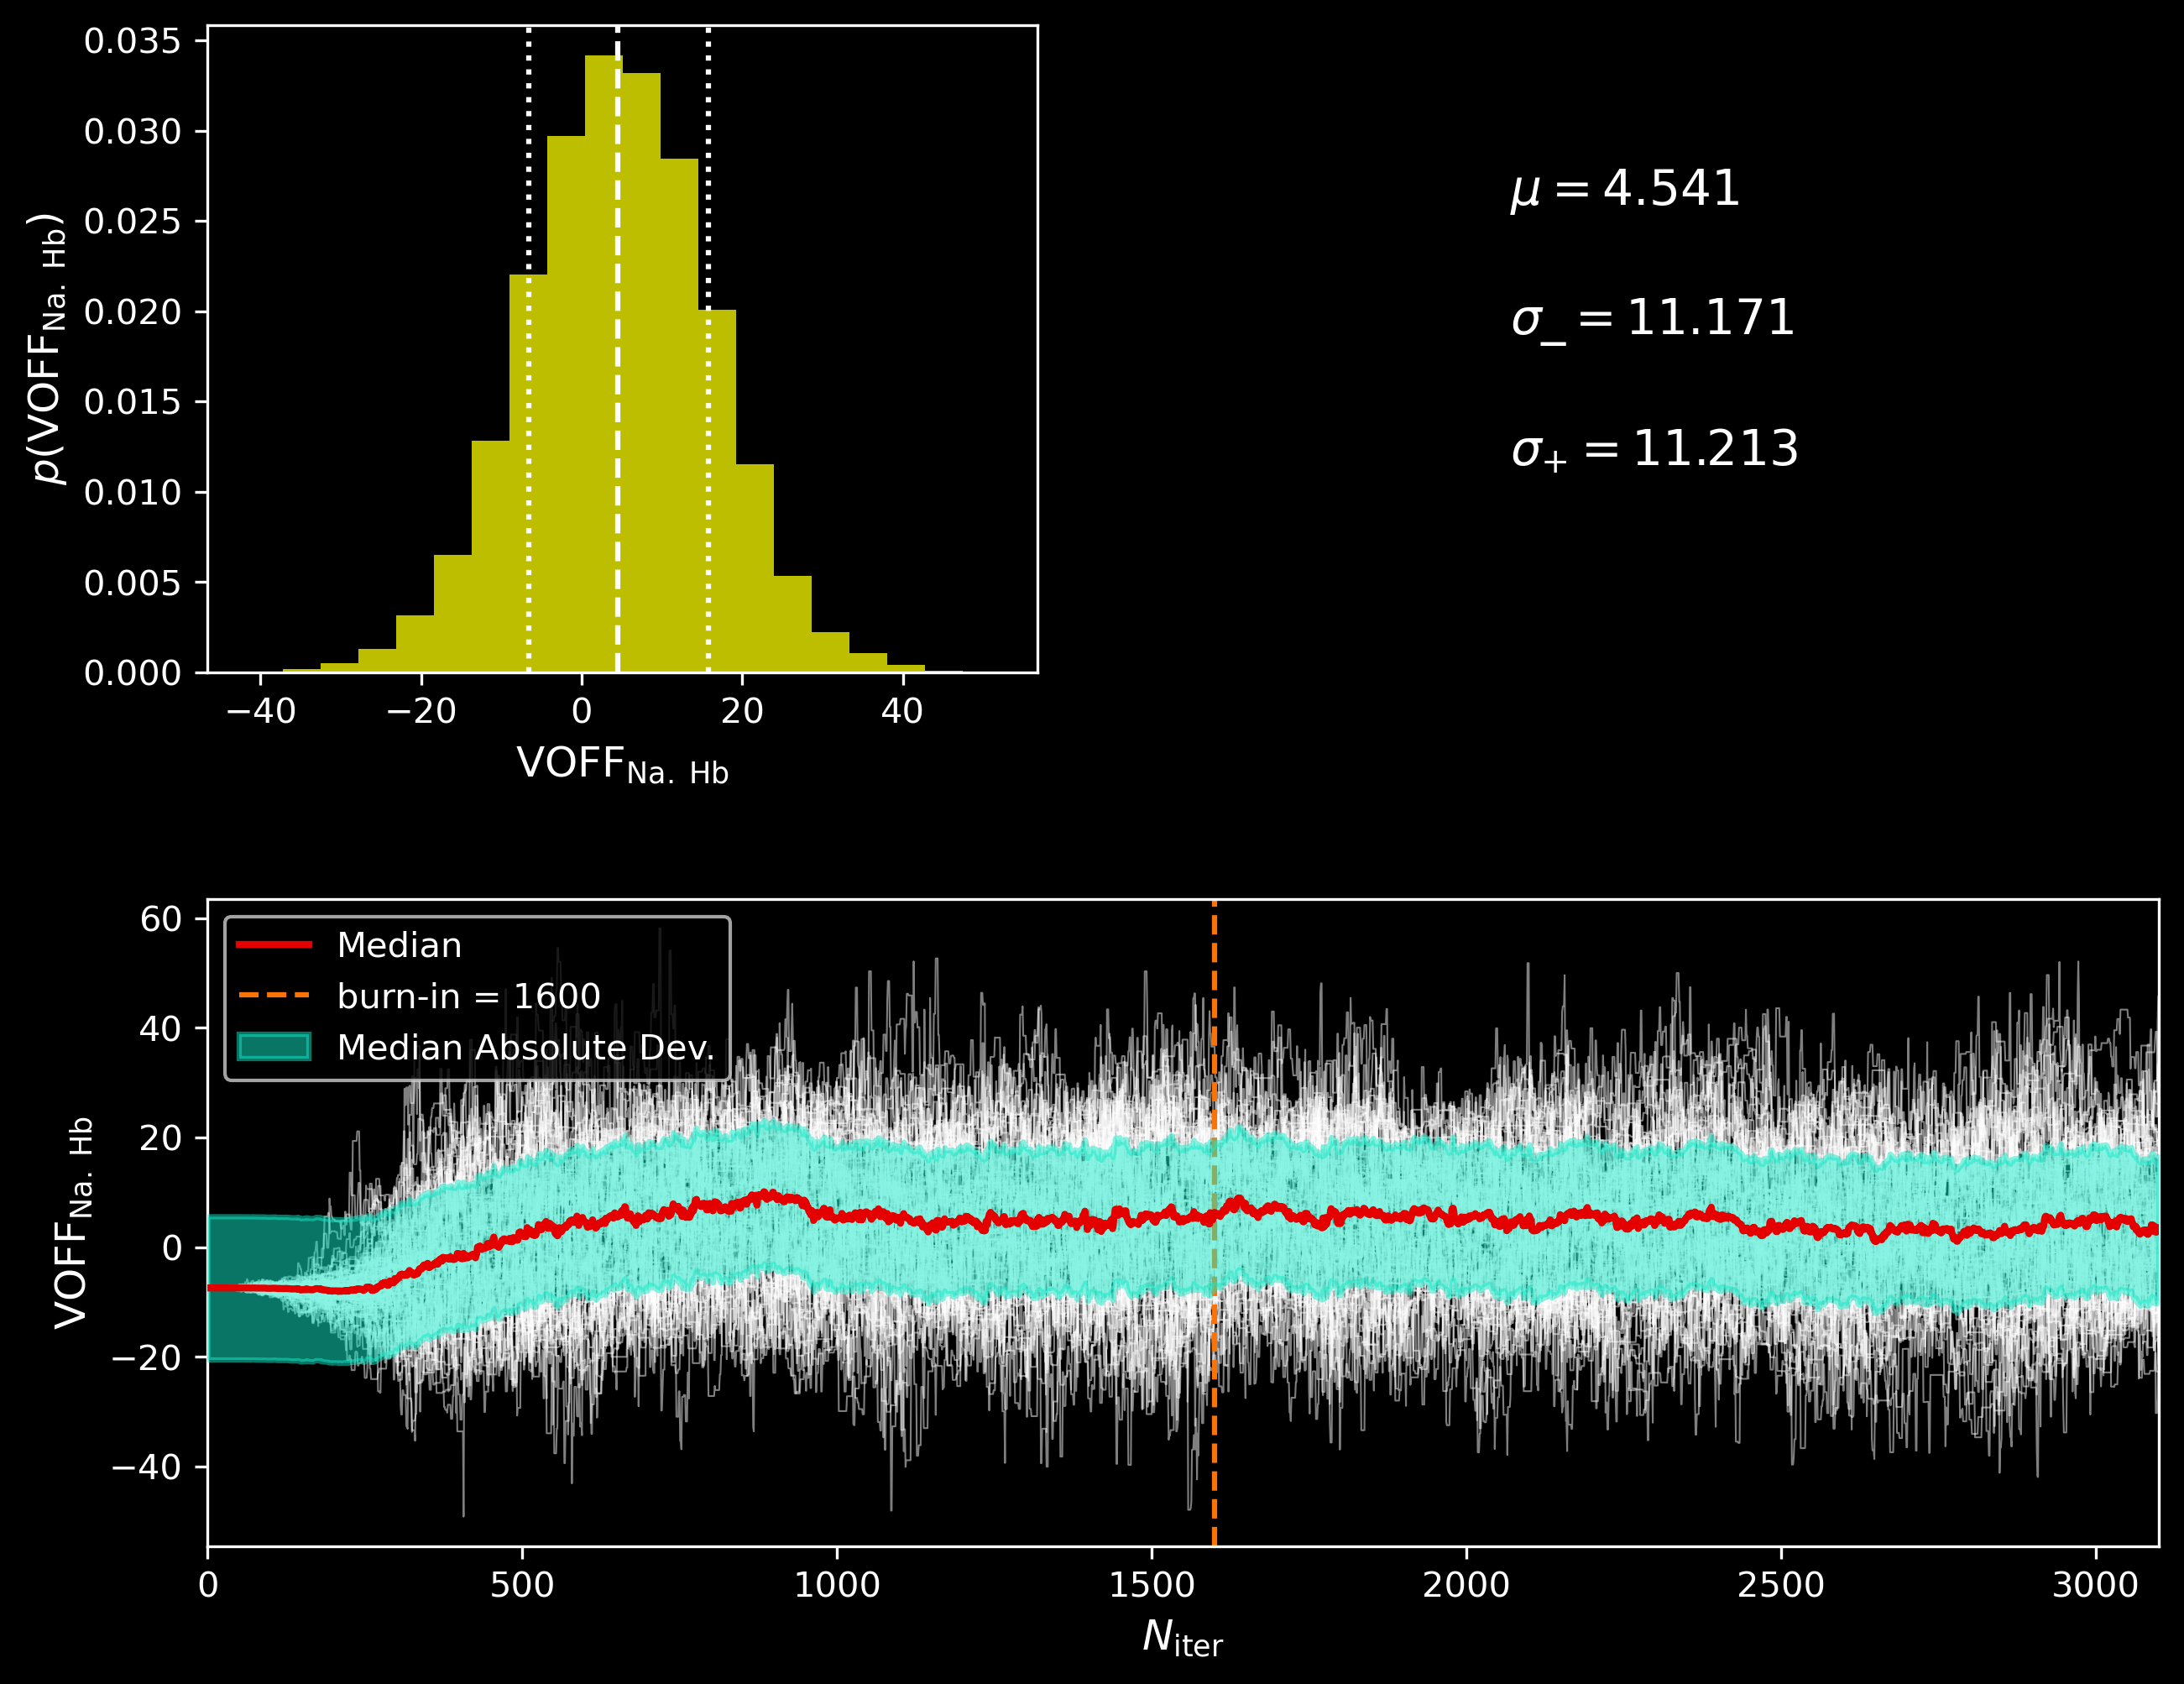 0.035
0.030
0.025
0.020
0.015
0.010
0.005
0.000
p(VOFF_Na. Hb)
−40 −20 0 20 40
VOFF_Na. Hb
μ = 4.541
σ_− = 11.171
σ_+ = 11.213
60
40
20
0
−20
−40
VOFF_Na. Hb
Median
burn-in = 1600
Median Absolute Dev.
0 500 1000 1500 2000 2500 3000
N_iter